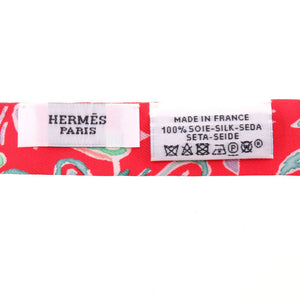 HERMÈS
PARIS
MADE IN FRANCE
100% SOIE-SILK-SEDA
SETA-SEIDE